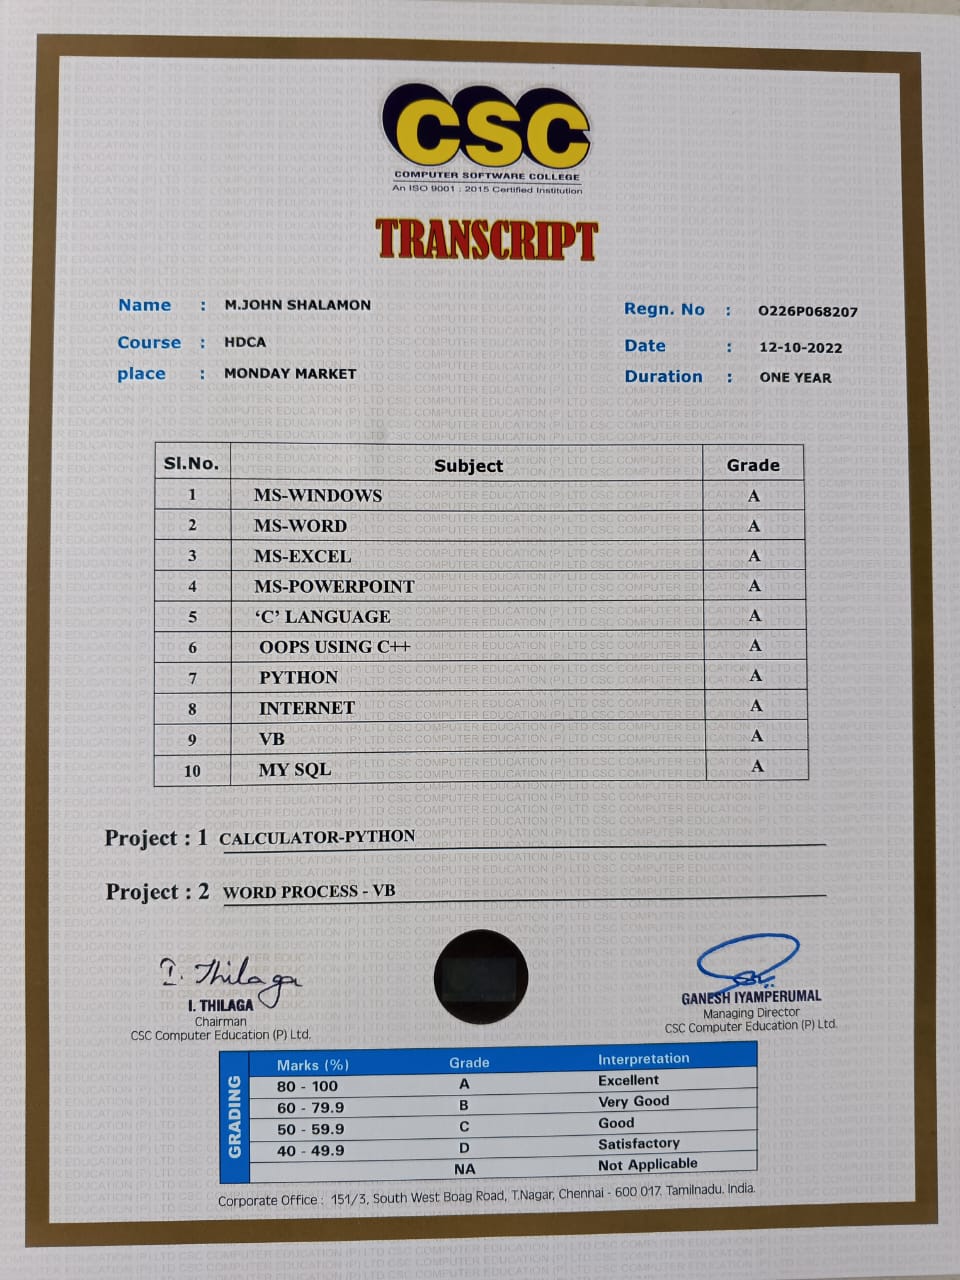 CSC
COMPUTER SOFTWARE COLLEGE
An ISO 9001 : 2015 Certified Institution
TRANSCRIPT
Name : M.JOHN SHALAMON
Regn. No : O226P068207
Course : HDCA
Date : 12-10-2022
place : MONDAY MARKET
Duration : ONE YEAR
Sl.No. Subject Grade
1 MS-WINDOWS A
2 MS-WORD A
3 MS-EXCEL A
4 MS-POWERPOINT A
5 ‘C’ LANGUAGE A
6 OOPS USING C++ A
7 PYTHON A
8 INTERNET A
9 VB A
10 MY SQL A
Project : 1 CALCULATOR-PYTHON
Project : 2 WORD PROCESS - VB
I. Thilaga
I. THILAGA
Chairman
CSC Computer Education (P) Ltd.
GANESH IYAMPERUMAL
Managing Director
CSC Computer Education (P) Ltd.
GRADING
Marks (%) Grade Interpretation
80 - 100 A Excellent
60 - 79.9 B Very Good
50 - 59.9 C Good
40 - 49.9 D Satisfactory
NA Not Applicable
Corporate Office : 151/3, South West Boag Road, T.Nagar, Chennai - 600 017. Tamilnadu. India.